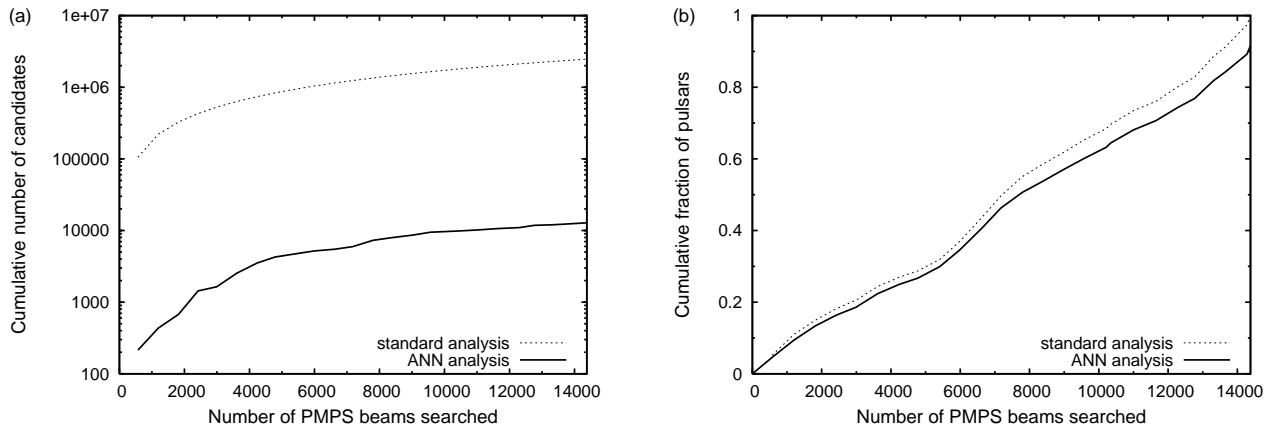 (a)
Cumulative number of candidates
1e+07
1e+06
100000
10000
1000
100
0 2000 4000 6000 8000 10000 12000 14000
Number of PMPS beams searched
standard analysis
ANN analysis
(b)
Cumulative fraction of pulsars
1
0.8
0.6
0.4
0.2
0
0 2000 4000 6000 8000 10000 12000 14000
Number of PMPS beams searched
standard analysis
ANN analysis